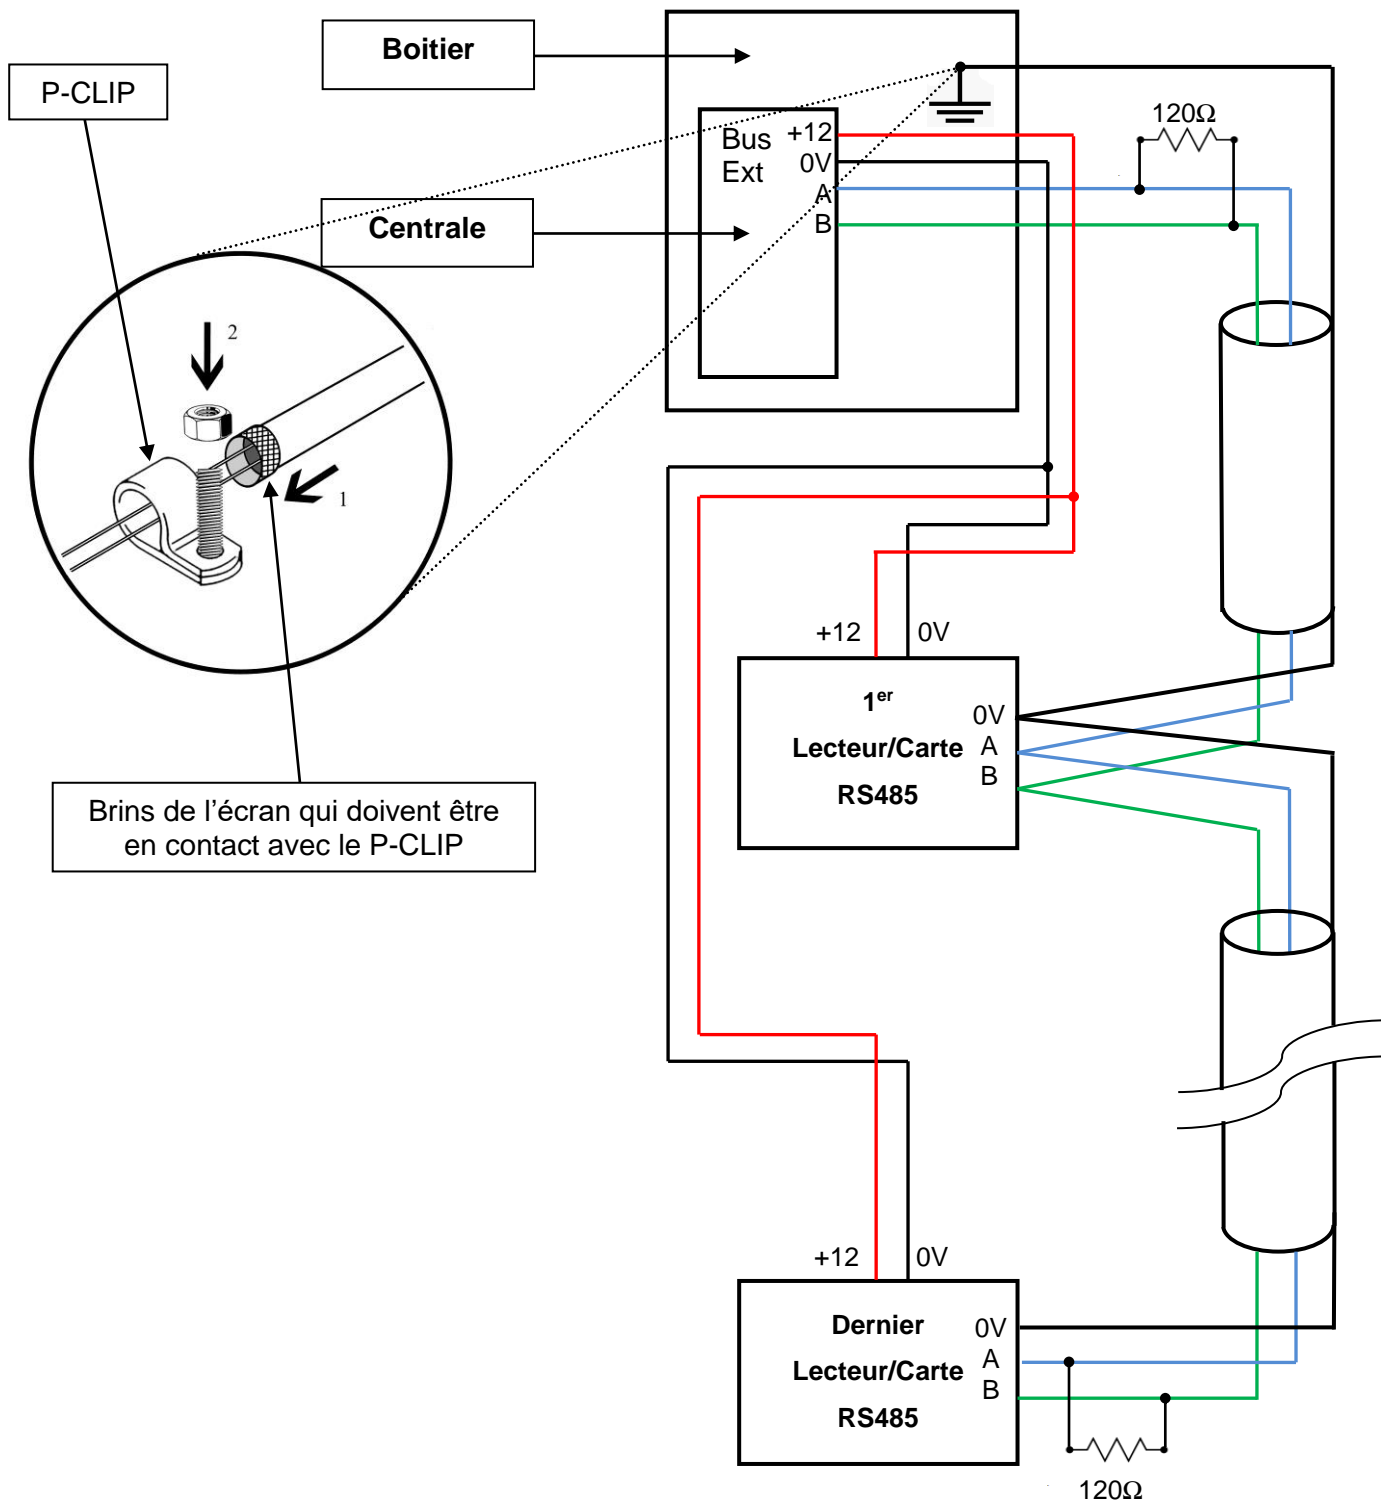 Boitier
P-CLIP
120Ω
Bus +12
Ext 0V
A
B
Centrale
2
1
+12 0V
1er
0V
Lecteur/Carte A
B
RS485
Brins de l'écran qui doivent être
en contact avec le P-CLIP
+12 0V
Dernier 0V
A
Lecteur/Carte
B
RS485
120Ω